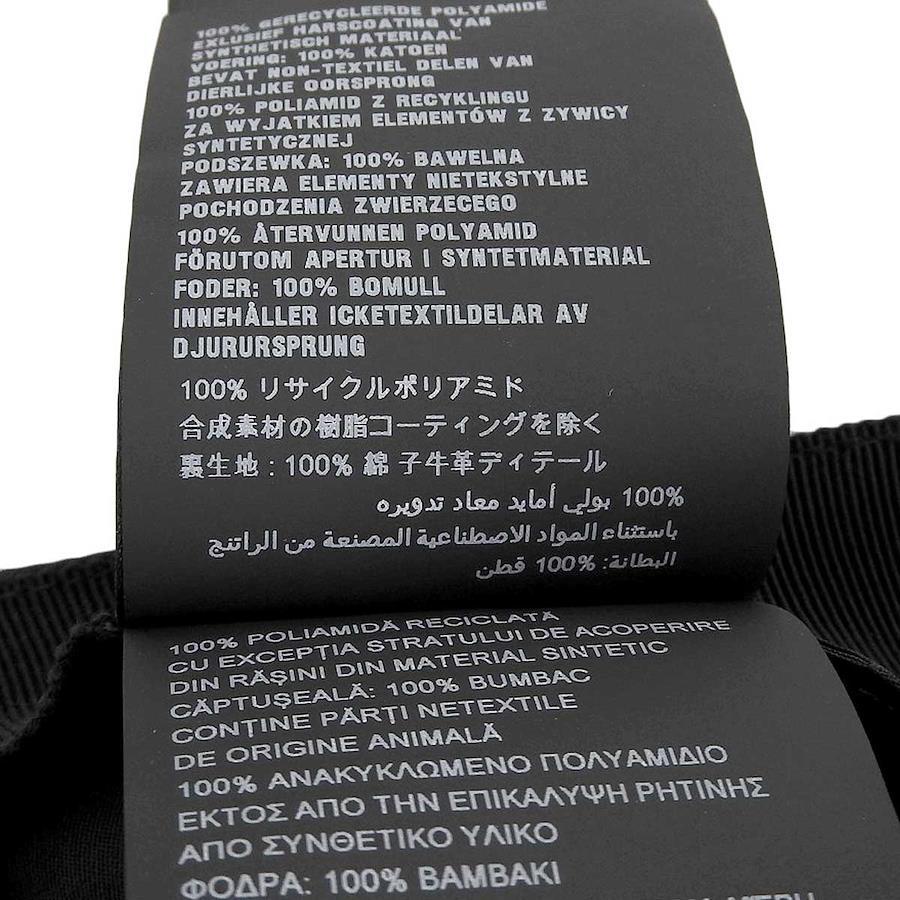 100% GERECYCLEERDE POLYAMIDE
EXLUSIEF HARSCOATING VAN
SYNTHETISCH MATERIAAL
VOERING: 100% KATOEN
BEVAT NON-TEXTIEL DELEN VAN
DIERLIJKE OORSPRONG
100% POLIAMID Z RECYKLINGU
ZA WYJATKIEM ELEMENTÓW Z ZYWICY
SYNTETYCZNEJ
PODSZEWKA: 100% BAWELNA
ZAWIERA ELEMENTY NIETEKSTYLNE
POCHODZENIA ZWIERZECEGO
100% ÅTERVUNNEN POLYAMID
FÖRUTOM APERTUR I SYNTETMATERIAL
FODER: 100% BOMULL
INNEHÅLLER ICKETEXTILDELAR AV
DJURURSPRUNG
100% リサイクルポリアミド
合成素材の樹脂コーティングを除く
裏生地 : 100% 綿 子牛革ディテール
100% بولي أمايد معاد تدويره
باستثناء المواد الاصطناعية المصنعة من الراتنج
البطانة: 100% قطن
100% POLIAMIDĂ RECICLATĂ
CU EXCEPȚIA STRATULUI DE ACOPERIRE
DIN RĂȘINI DIN MATERIAL SINTETIC
CĂPTUȘEALĂ: 100% BUMBAC
CONȚINE PĂRȚI NETEXTILE
DE ORIGINE ANIMALĂ
100% ΑΝΑΚΥΚΛΩΜΕΝΟ ΠΟΛΥΑΜΙΔΙΟ
ΕΚΤΟΣ ΑΠΟ ΤΗΝ ΕΠΙΚΑΛΥΨΗ ΡΗΤΙΝΗΣ
ΑΠΟ ΣΥΝΘΕΤΙΚΟ ΥΛΙΚΟ
ΦΟΔΡΑ: 100% ΒΑΜΒΑΚΙ